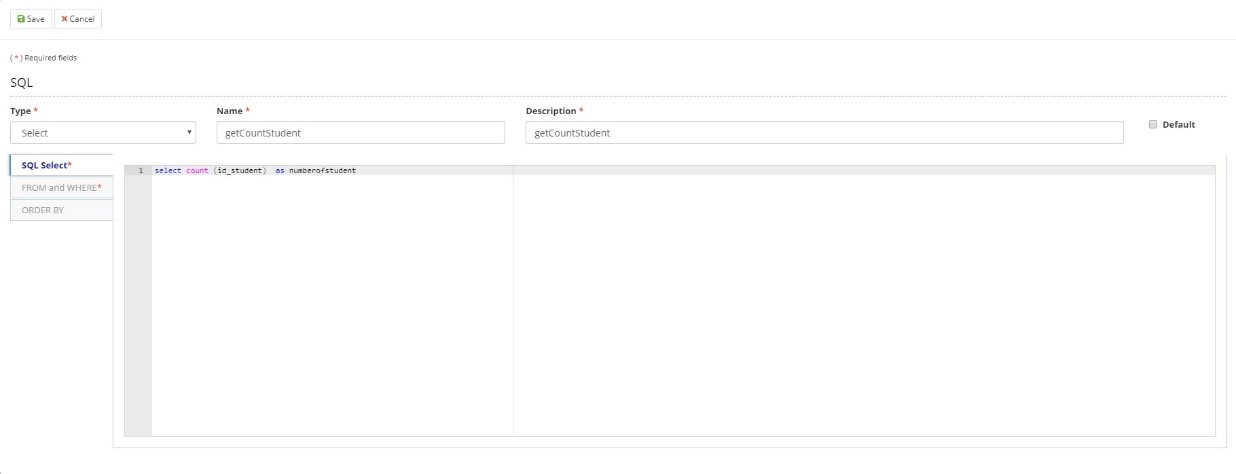 Save Cancel
( * ) Required fields
SQL
Type * Name * Description *
Select getCountStudent getCountStudent Default
SQL Select*
FROM and WHERE*
ORDER BY
1 select count (id_student)  as numberofstudent